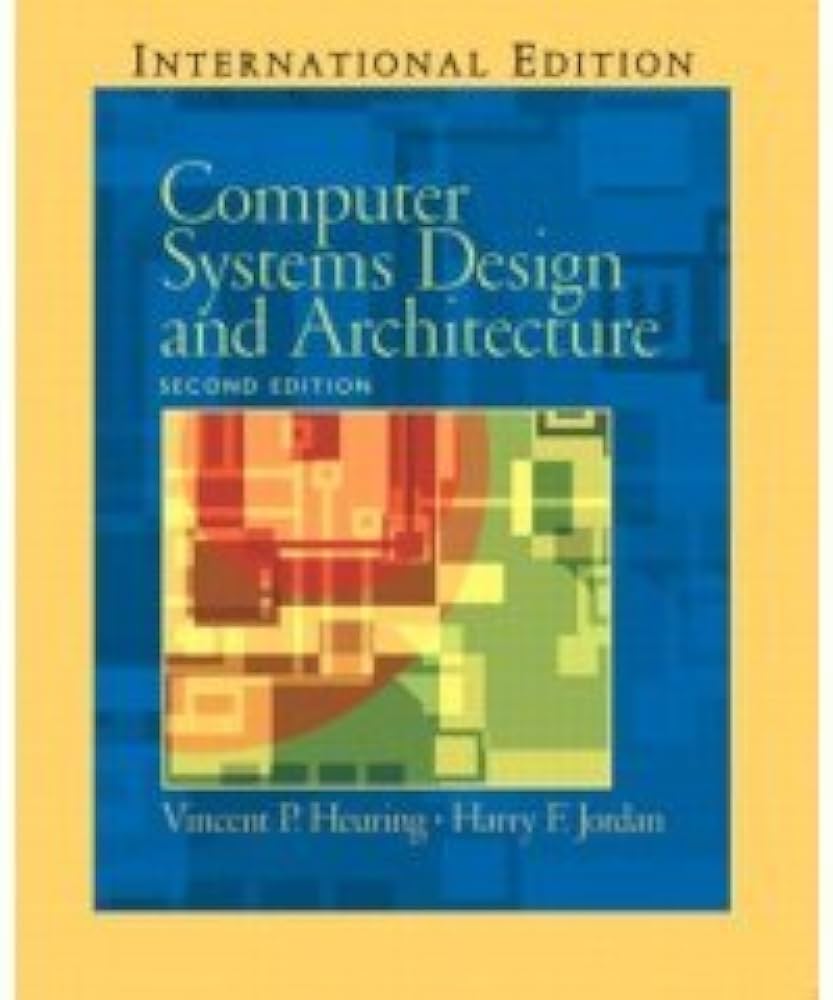 INTERNATIONAL EDITION
Computer
Systems Design
and Architecture
SECOND EDITION
Vincent P. Heuring • Harry F. Jordan